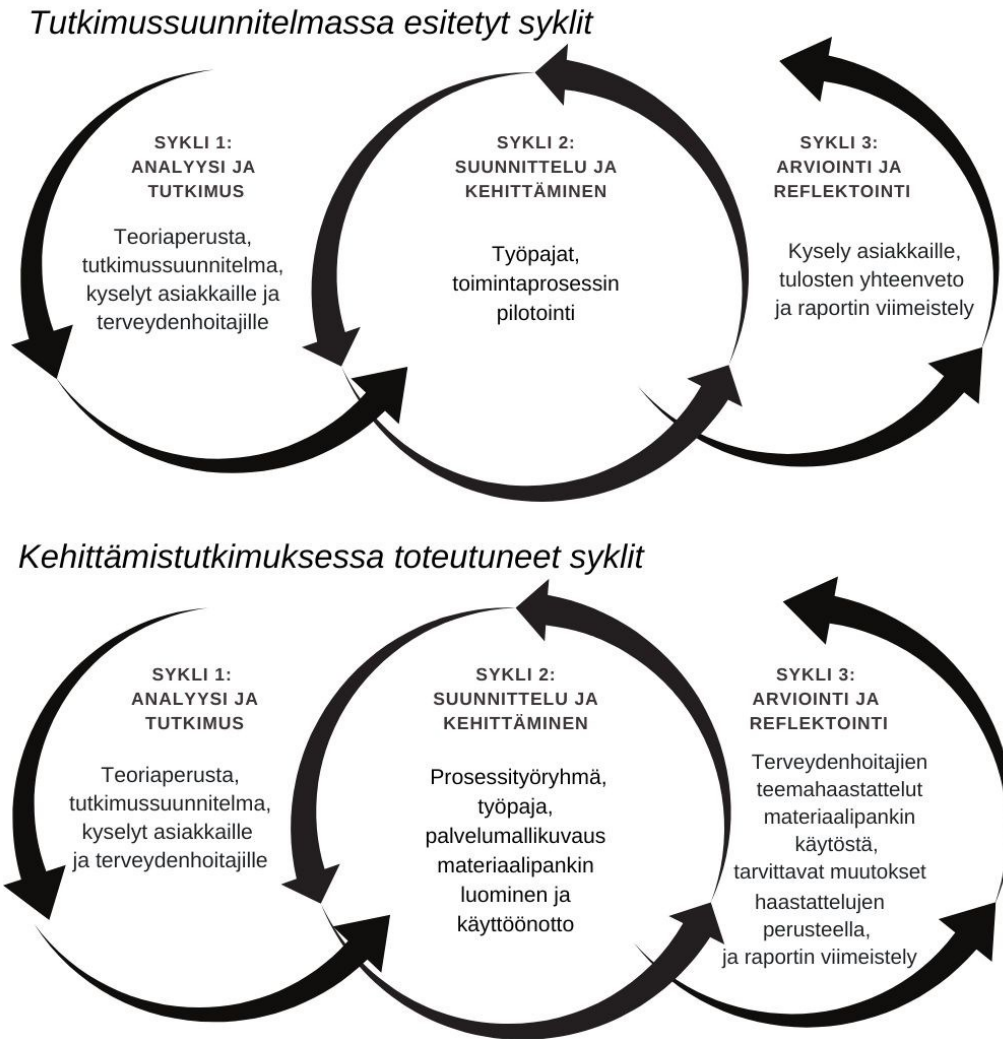 Tutkimussuunnitelmassa esitetyt syklit
SYKLI 1:
ANALYYSI JA
TUTKIMUS
Teoriaperusta,
tutkimussuunnitelma,
kyselyt asiakkaille ja
terveydenhoitajille
SYKLI 2:
SUUNNITTELU JA
KEHITTÄMINEN
Työpajat,
toimintaprosessin
pilotointi
SYKLI 3:
ARVIOINTI JA
REFLEKTOINTI
Kysely asiakkaille,
tulosten yhteenveto
ja raportin viimeistely
Kehittämistutkimuksessa toteutuneet syklit
SYKLI 1:
ANALYYSI JA
TUTKIMUS
Teoriaperusta,
tutkimussuunnitelma,
kyselyt asiakkaille
ja terveydenhoitajille
SYKLI 2:
SUUNNITTELU JA
KEHITTÄMINEN
Prosessityöryhmä,
työpaja,
palvelumallikuvaus
materiaalipankin
luominen ja
käyttöönotto
SYKLI 3:
ARVIOINTI JA
REFLEKTOINTI
Terveydenhoitajien
teemahaastattelut
materiaalipankin
käytöstä,
tarvittavat muutokset
haastattelujen
perusteella,
ja raportin viimeistely